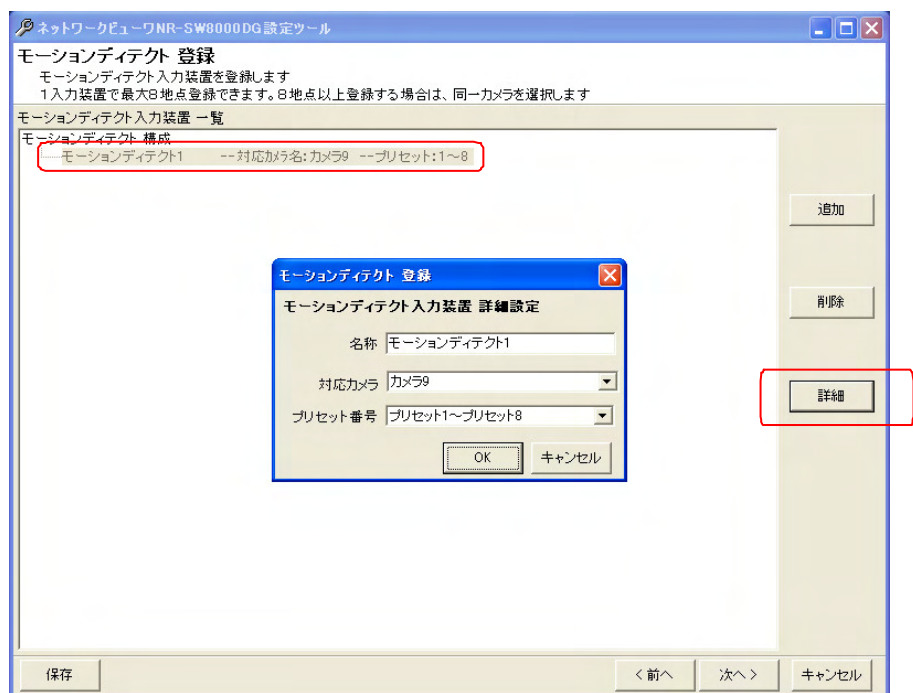 ネットワークビューワNR-SW8000DG設定ツール
モーションディテクト 登録
モーションディテクト入力装置を登録します
1入力装置で最大8地点登録できます。8地点以上登録する場合は、同一カメラを選択します
モーションディテクト入力装置 一覧
モーションディテクト 構成
モーションディテクト1 --対応カメラ名:カメラ9 --プリセット:1～8
追加
モーションディテクト 登録
モーションディテクト入力装置 詳細設定
削除
名称 モーションディテクト1
対応カメラ カメラ9
詳細
プリセット番号 プリセット1～プリセット8
OK キャンセル
保存 <前へ 次へ> キャンセル